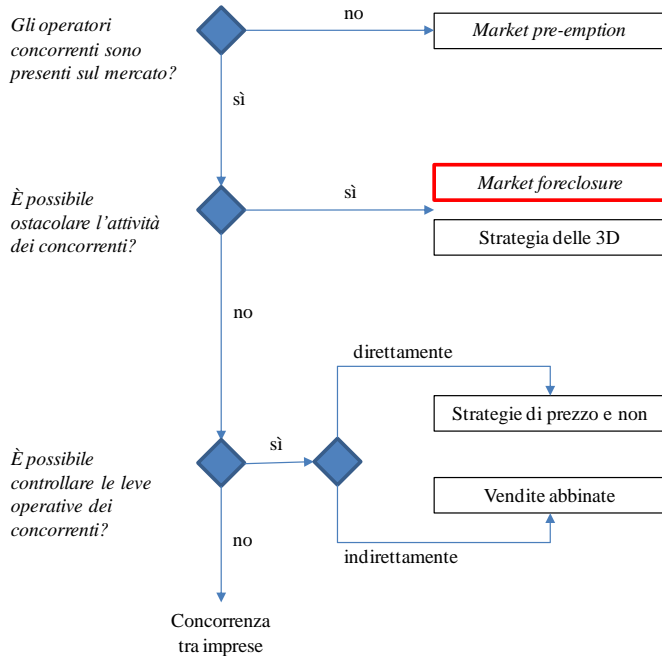 Gli operatori
concorrenti sono
presenti sul mercato?
no
Market pre-emption
sì
È possibile
ostacolare l'attività
dei concorrenti?
sì
Market foreclosure
Strategia delle 3D
no
direttamente
Strategie di prezzo e non
È possibile
controllare le leve
operative dei
concorrenti?
sì
Vendite abbinate
no
indirettamente
Concorrenza
tra imprese